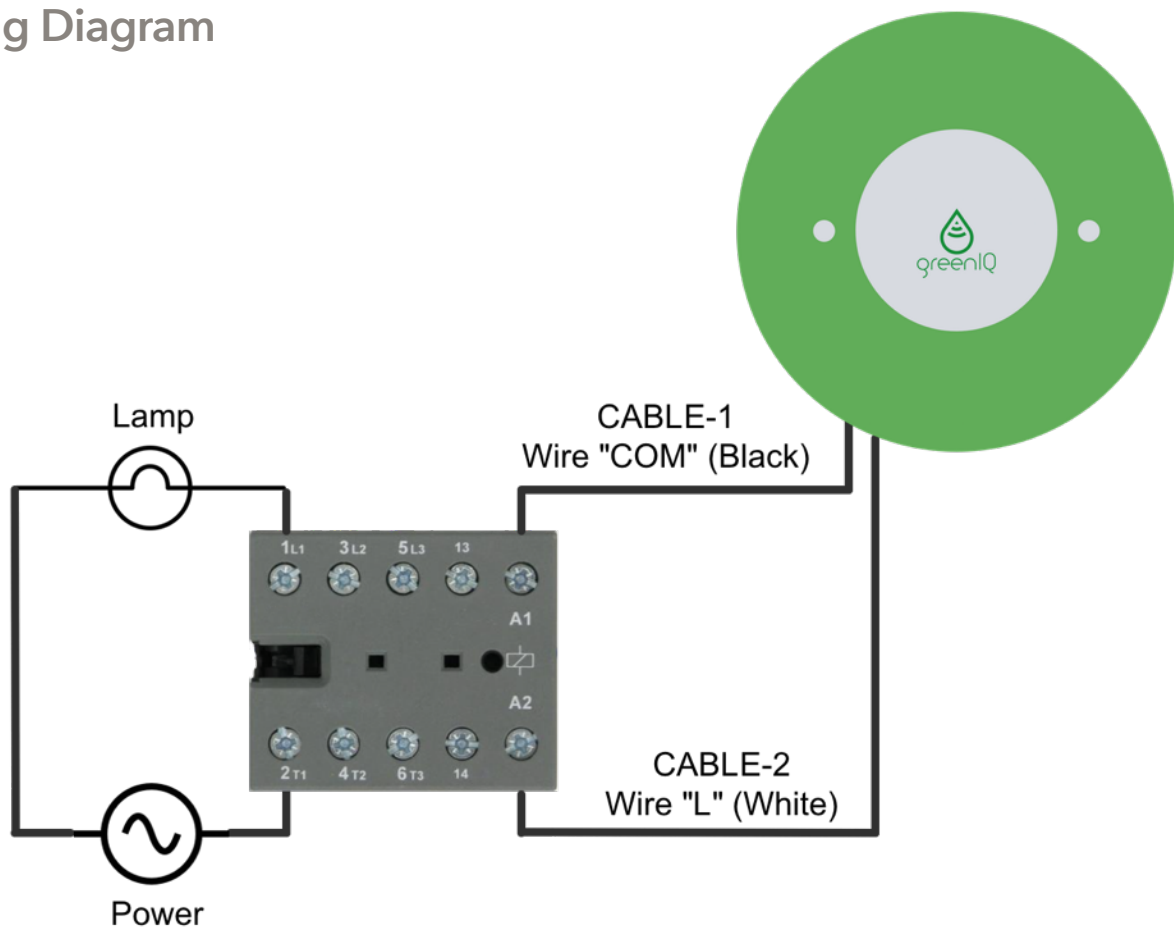 g Diagram
greenIQ
Lamp
CABLE-1
Wire "COM" (Black)
1L1 3L2 5L3 13
A1
A2
2T1 4T2 6T3 14
CABLE-2
Wire "L" (White)
Power